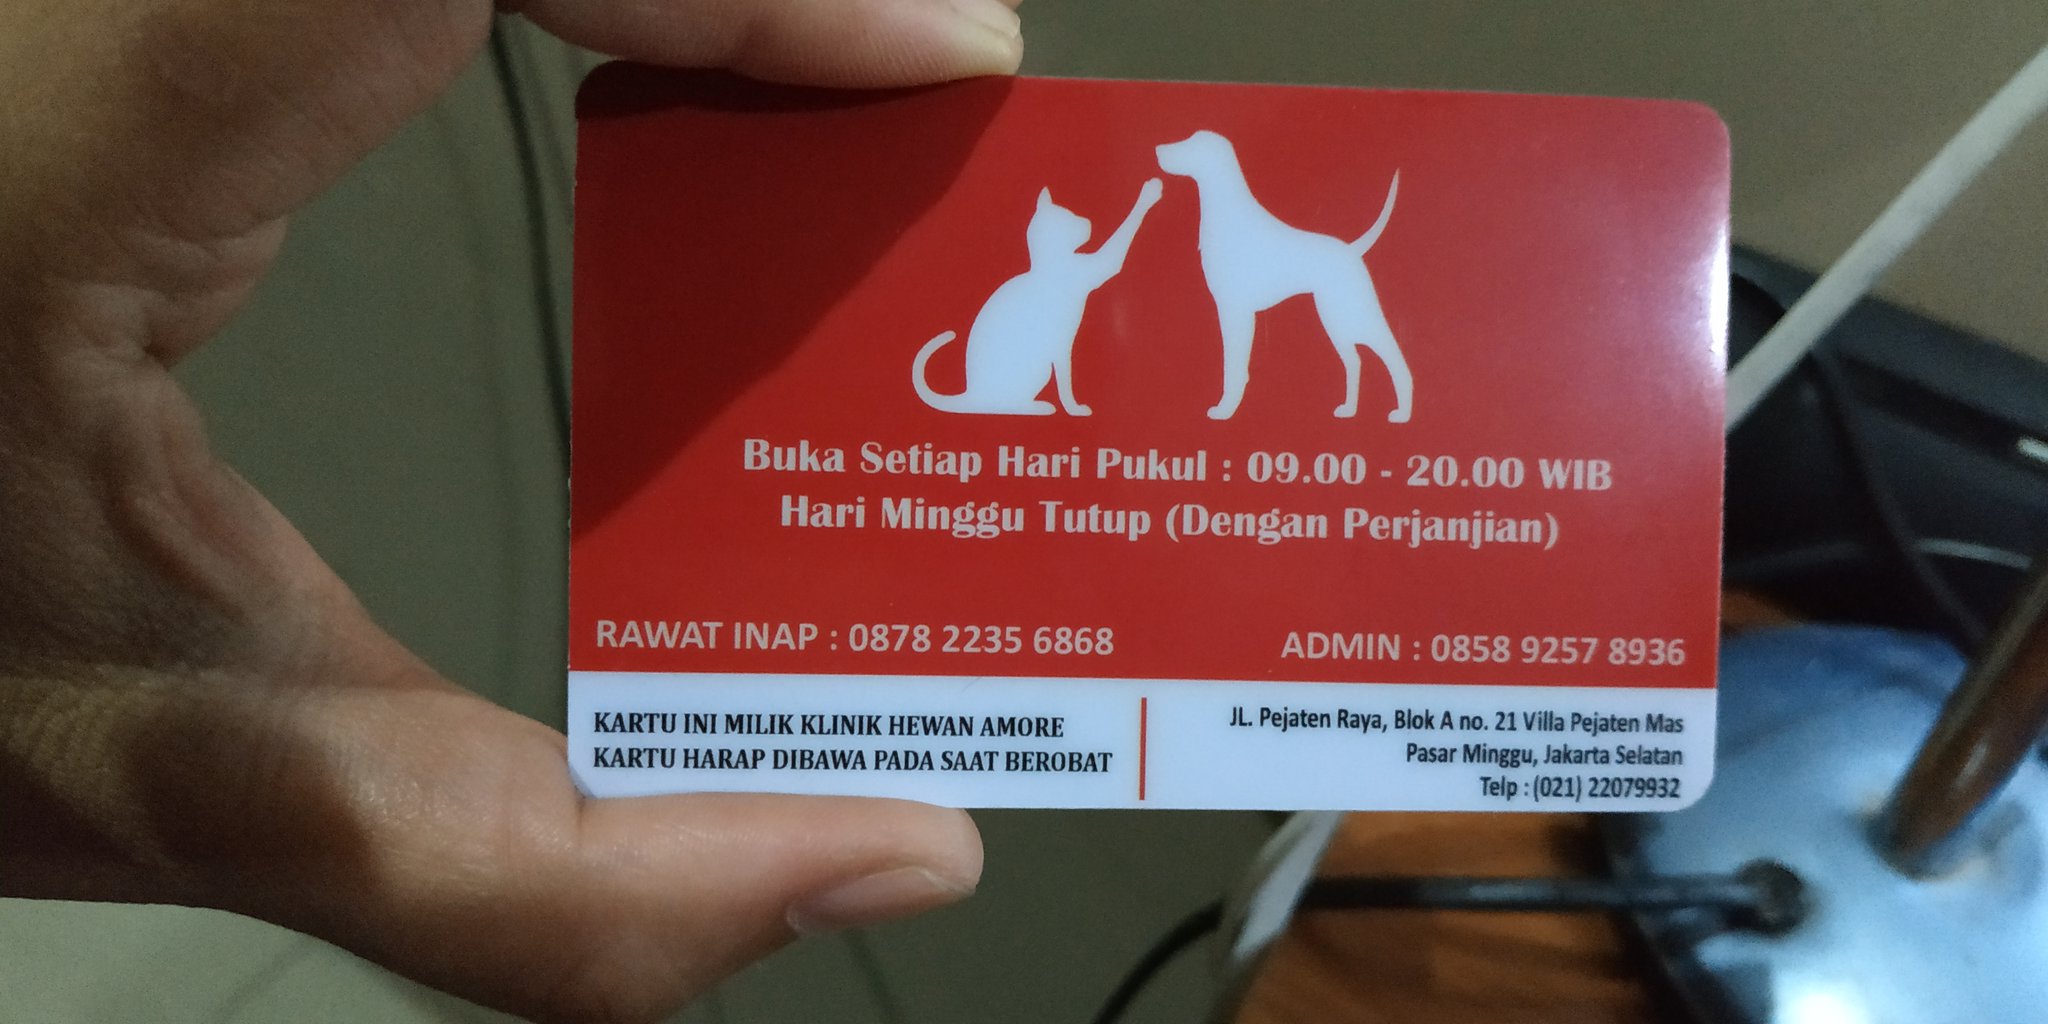 Buka Setiap Hari Pukul : 09.00 - 20.00 WIB
Hari Minggu Tutup (Dengan Perjanjian)
RAWAT INAP : 0878 2235 6868
ADMIN : 0858 9257 8936
KARTU INI MILIK KLINIK HEWAN AMORE
KARTU HARAP DIBAWA PADA SAAT BEROBAT
JL. Pejaten Raya, Blok A no. 21 Villa Pejaten Mas
Pasar Minggu, Jakarta Selatan
Telp : (021) 22079932